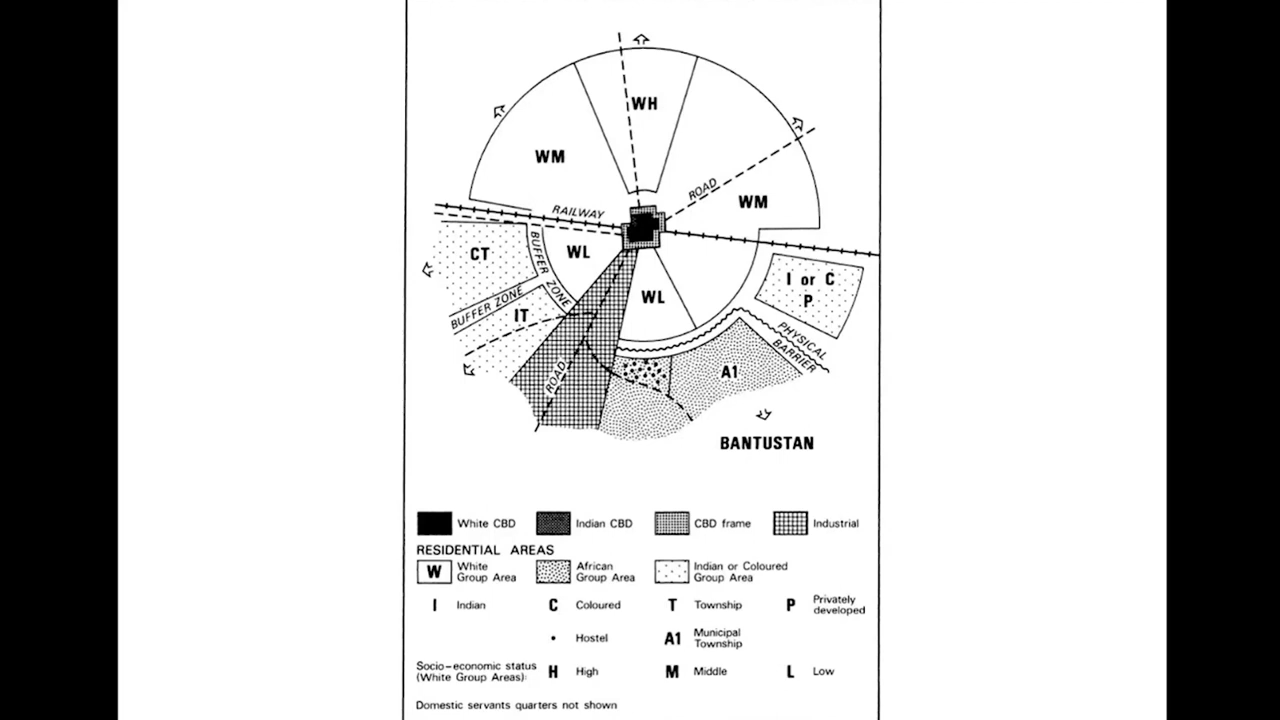 WH
WM
ROAD
WM
RAILWAY
CT
BUFFER ZONE
WL
I or C
P
BUFFER ZONE
IT
WL
PHYSICAL
BARRIER
ROAD
A1
BANTUSTAN
White CBD
Indian CBD
CBD frame
Industrial
RESIDENTIAL AREAS
W White
Group Area
African
Group Area
Indian or Coloured
Group Area
I Indian
C Coloured
T Township
P Privately
developed
• Hostel
A1 Municipal
Township
Socio-economic status
(White Group Areas):
H High
M Middle
L Low
Domestic servants quarters not shown